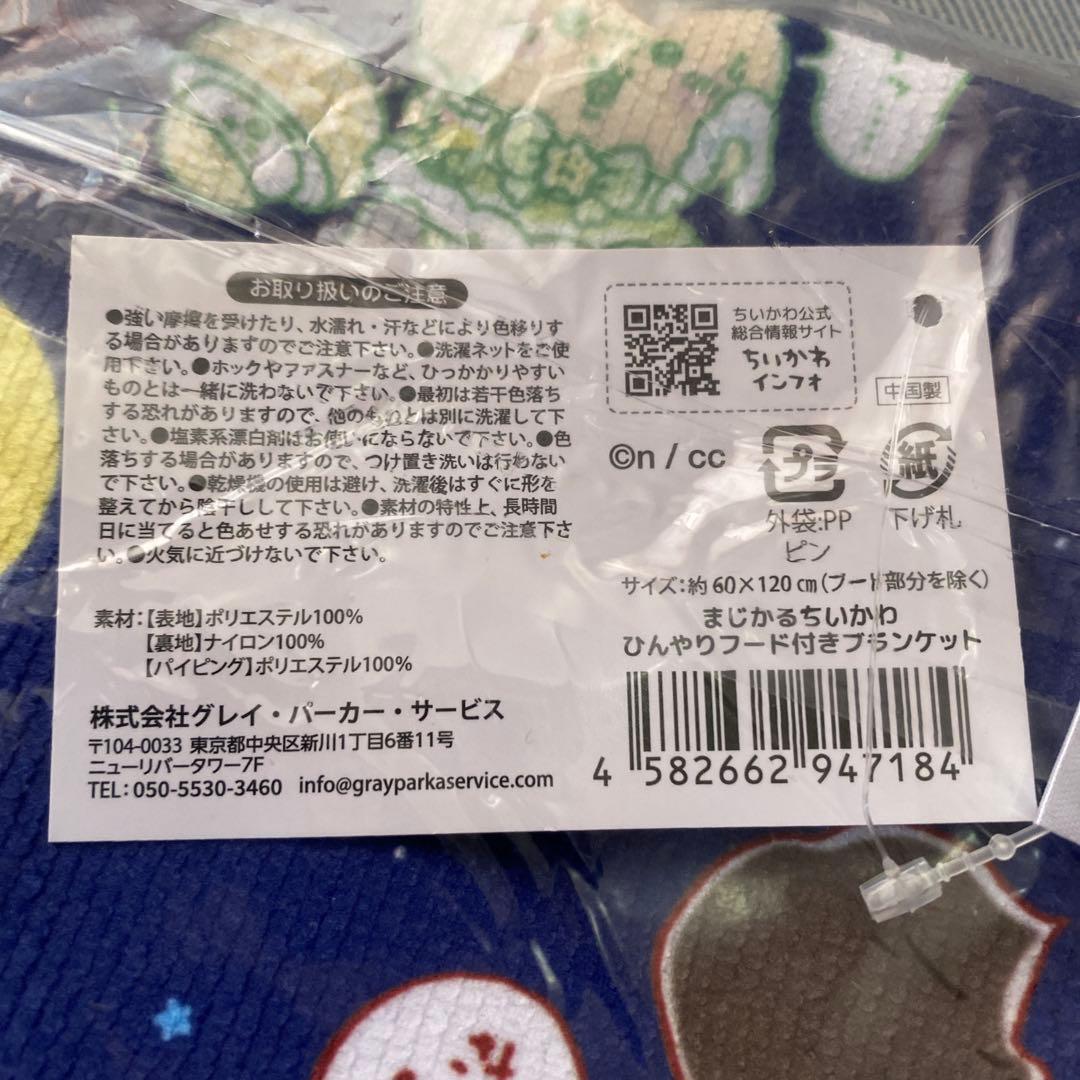 お取り扱いのご注意
●強い摩擦を受けたり、水濡れ・汗などにより色移りす
る場合がありますのでご注意下さい。●洗濯ネットをご使
用下さい。●ホックやファスナーなど、ひっかかりやすい
ものとは一緒に洗わないで下さい。●最初は若干色落ち
する恐れがありますので、他のものとは別に洗濯して下
さい。●塩素系漂白剤はお使いにならないで下さい。●色
落ちする場合がありますので、つけ置き洗いは行わない
で下さい。●乾燥機の使用は避け、洗濯後はすぐに形を
整えてから陰干しして下さい。●素材の特性上、長時間
日に当てると色あせする恐れがありますのでご注意下さ
い。●火気に近づけないで下さい。
素材：【表地】ポリエステル100%
【裏地】ナイロン100%
【パイピング】ポリエステル100%
株式会社グレイ・パーカー・サービス
〒104-0033 東京都中央区新川1丁目6番11号
ニューリバータワー7F
TEL：050-5530-3460 info@grayparkaservice.com
ちいかわ公式
総合情報サイト
ちいかわ
インフォ
中国製
©n / cc
プラ
紙
外袋:PP
ピン
下げ札
サイズ：約 60×120 ㎝（フード部分を除く）
まじかるちいかわ
ひんやりフード付きブランケット
4 582662 947184